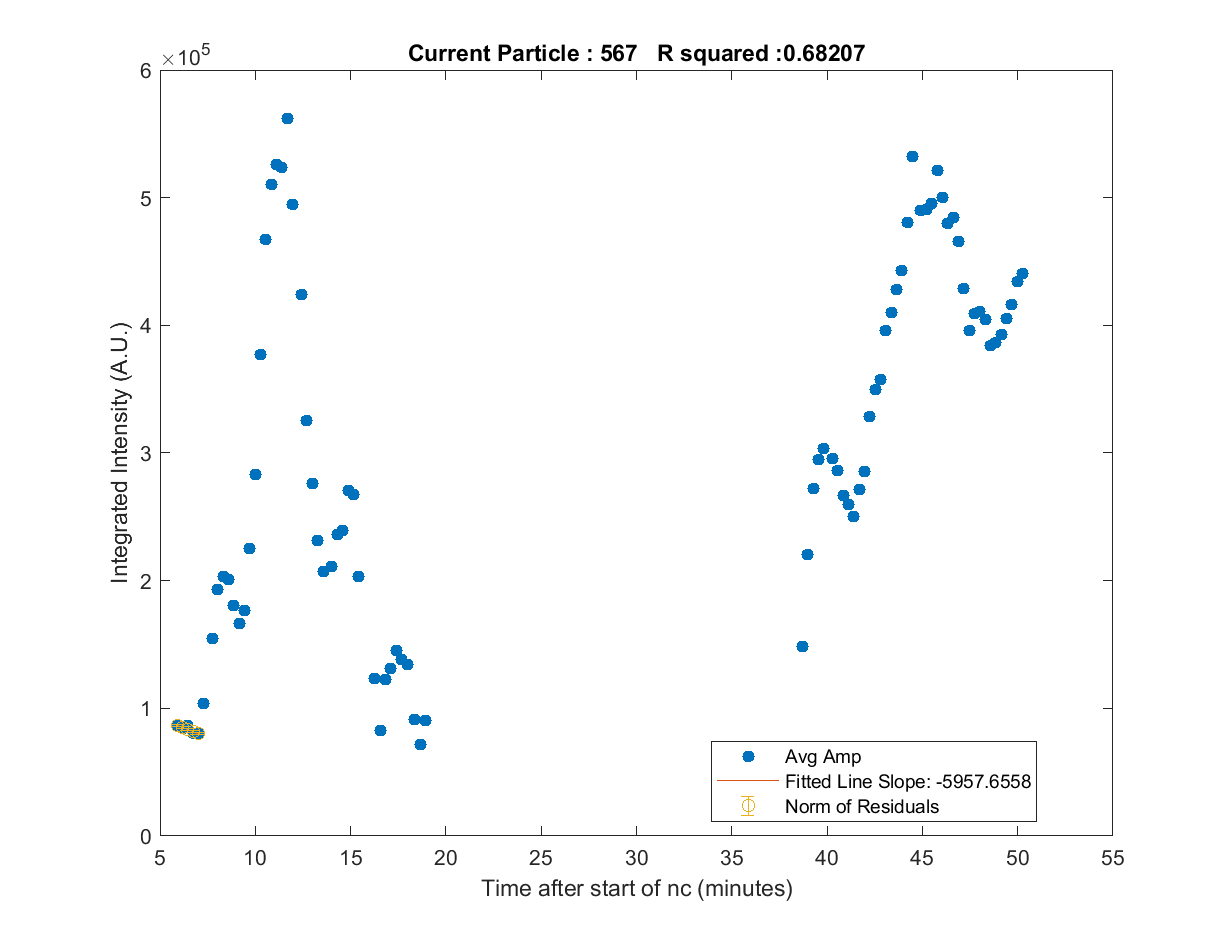 Current Particle : 567   R squared :0.68207
×10^5
6
5
4
3
2
1
0
Integrated Intensity (A.U.)
5 10 15 20 25 30 35 40 45 50 55
Time after start of nc (minutes)
Avg Amp
Fitted Line Slope: -5957.6558
Norm of Residuals